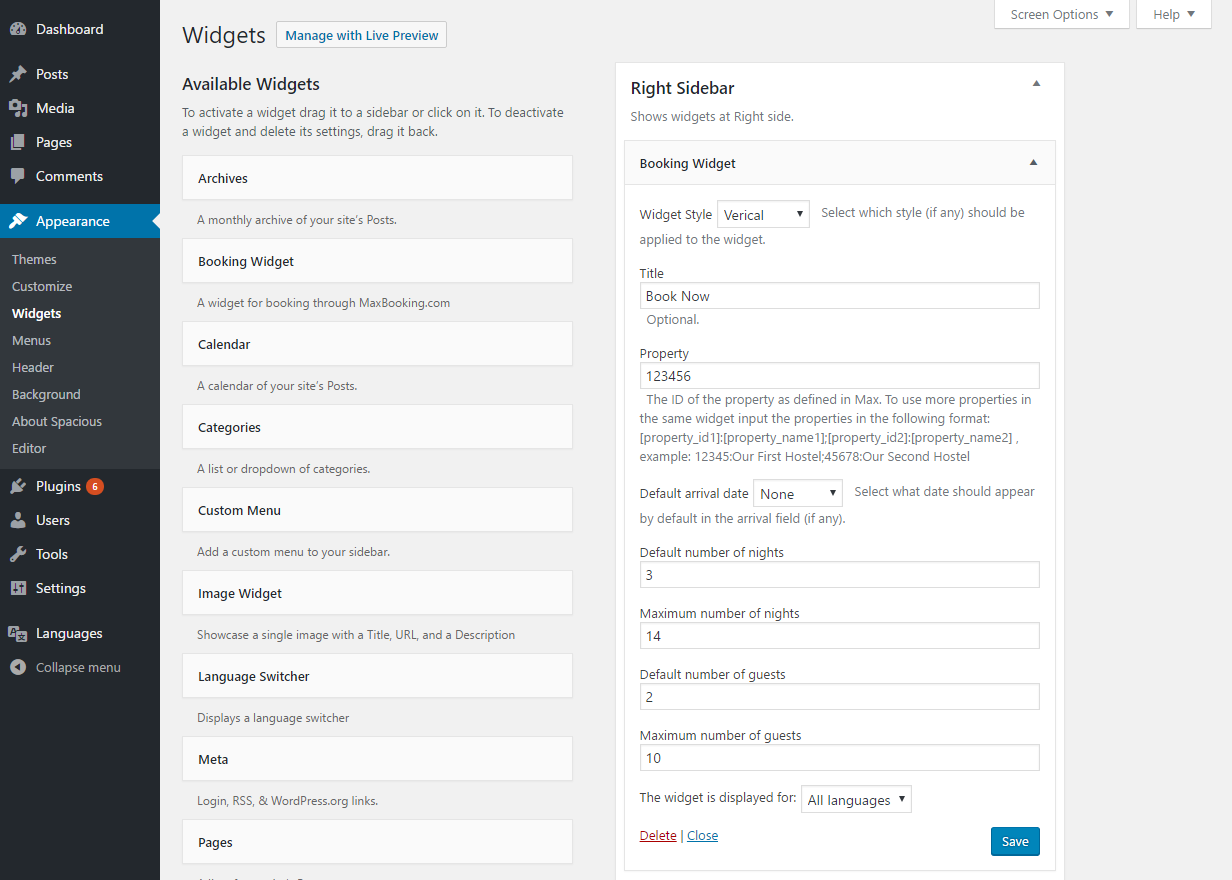 Dashboard
Posts
Media
Pages
Comments
Appearance
Themes
Customize
Widgets
Menus
Header
Background
About Spacious
Editor
Plugins 6
Users
Tools
Settings
Languages
Collapse menu
Screen Options
Help
Widgets
Manage with Live Preview
Available Widgets
To activate a widget drag it to a sidebar or click on it. To deactivate
a widget and delete its settings, drag it back.
Archives
A monthly archive of your site's Posts.
Booking Widget
A widget for booking through MaxBooking.com
Calendar
A calendar of your site's Posts.
Categories
A list or dropdown of categories.
Custom Menu
Add a custom menu to your sidebar.
Image Widget
Showcase a single image with a Title, URL, and a Description
Language Switcher
Displays a language switcher
Meta
Login, RSS, & WordPress.org links.
Pages
Right Sidebar
Shows widgets at Right side.
Booking Widget
Widget Style Verical Select which style (if any) should be
applied to the widget.
Title
Book Now
Optional.
Property
123456
The ID of the property as defined in Max. To use more properties in
the same widget input the properties in the following format:
[property_id1]:[property_name1];[property_id2]:[property_name2] ,
example: 12345:Our First Hostel;45678:Our Second Hostel
Default arrival date None Select what date should appear
by default in the arrival field (if any).
Default number of nights
3
Maximum number of nights
14
Default number of guests
2
Maximum number of guests
10
The widget is displayed for: All languages
Delete | Close
Save